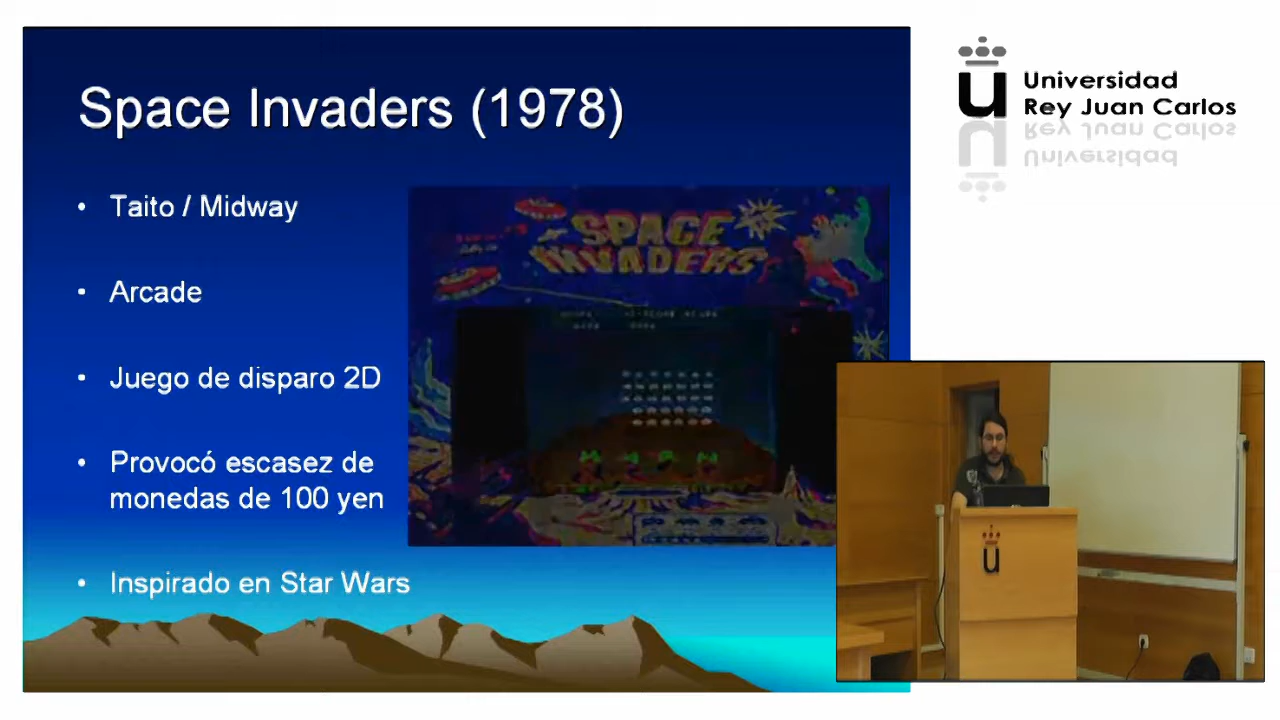 Space Invaders (1978)
• Taito / Midway
• Arcade
• Juego de disparo 2D
• Provocó escasez de
monedas de 100 yen
• Inspirado en Star Wars
SPACE
INVADERS
Universidad
Rey Juan Carlos
u